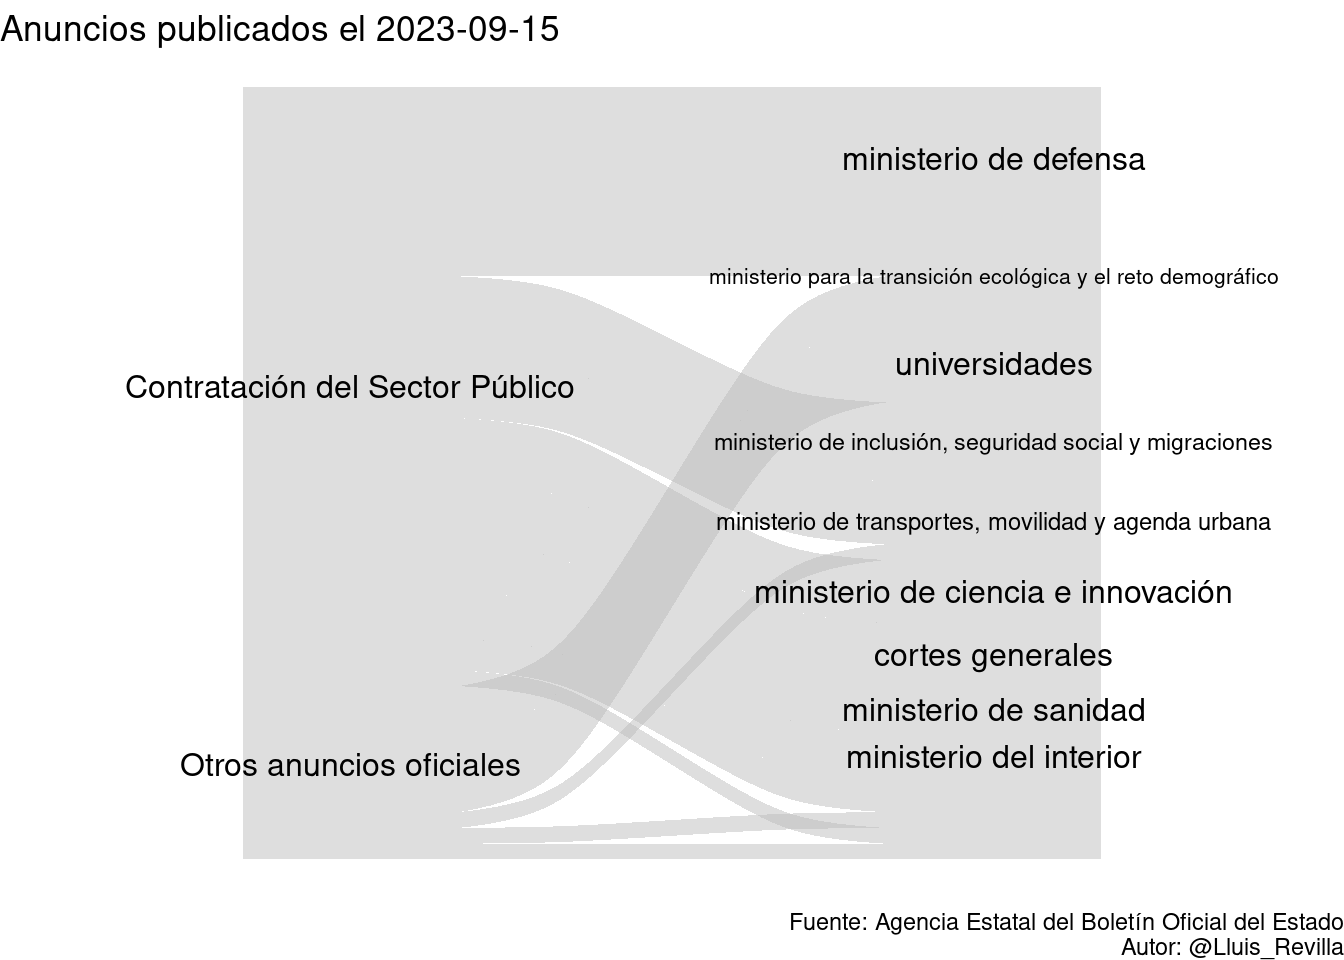 Anuncios publicados el 2023-09-15
ministerio de defensa
ministerio para la transición ecológica y el reto demográfico
universidades
Contratación del Sector Público
ministerio de inclusión, seguridad social y migraciones
ministerio de transportes, movilidad y agenda urbana
ministerio de ciencia e innovación
cortes generales
ministerio de sanidad
ministerio del interior
Otros anuncios oficiales
Fuente: Agencia Estatal del Boletín Oficial del Estado
Autor: @Lluis_Revilla